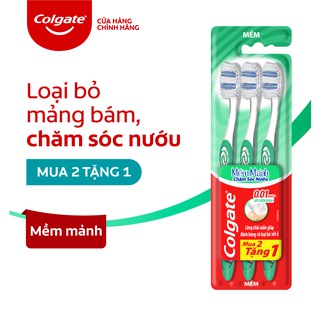 Colgate
CỬA HÀNG
CHÍNH HÃNG
Loại bỏ
mảng bám,
chăm sóc nướu
MUA 2 TẶNG 1
Mềm mảnh
MỀM
Mềm Mảnh
Chăm Sóc Nướu
0.01
Colgate
Mua 2
Tặng 1
MỀM